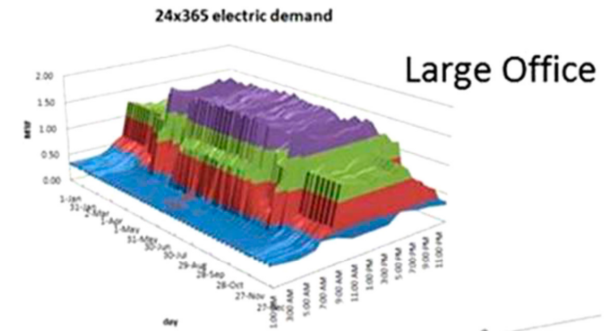 24x365 electric demand
Large Office
2.00
1.50
1.00
0.50
0.00
MW
1-Jan
31-Jan
2-Mar
1-Apr
1-May
31-May
30-Jun
30-Jul
29-Aug
28-Sep
28-Oct
27-Nov
27-Dec
day
1:00 AM
3:00 AM
5:00 AM
7:00 AM
9:00 AM
11:00 AM
1:00 PM
3:00 PM
5:00 PM
7:00 PM
9:00 PM
11:00 PM